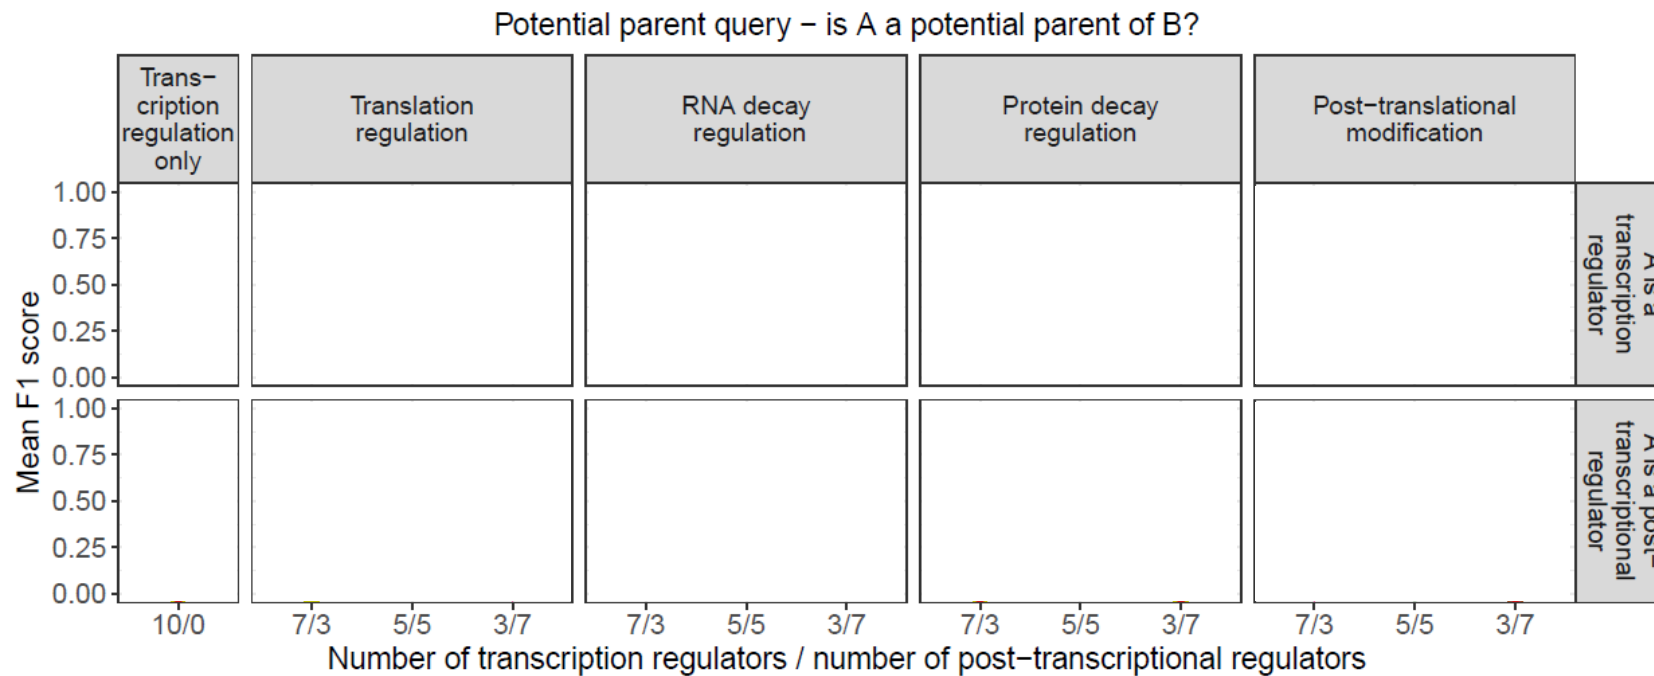 Potential parent query − is A a potential parent of B?
Trans−
cription
regulation
only
Translation
regulation
RNA decay
regulation
Protein decay
regulation
Post−translational
modification
1.00
0.75
0.50
0.25
0.00
A is a
transcription
regulator
1.00
0.75
0.50
0.25
0.00
A is a post−
transcriptional
regulator
Mean F1 score
10/0
7/3 5/5 3/7
7/3 5/5 3/7
7/3 5/5 3/7
7/3 5/5 3/7
Number of transcription regulators / number of post−transcriptional regulators